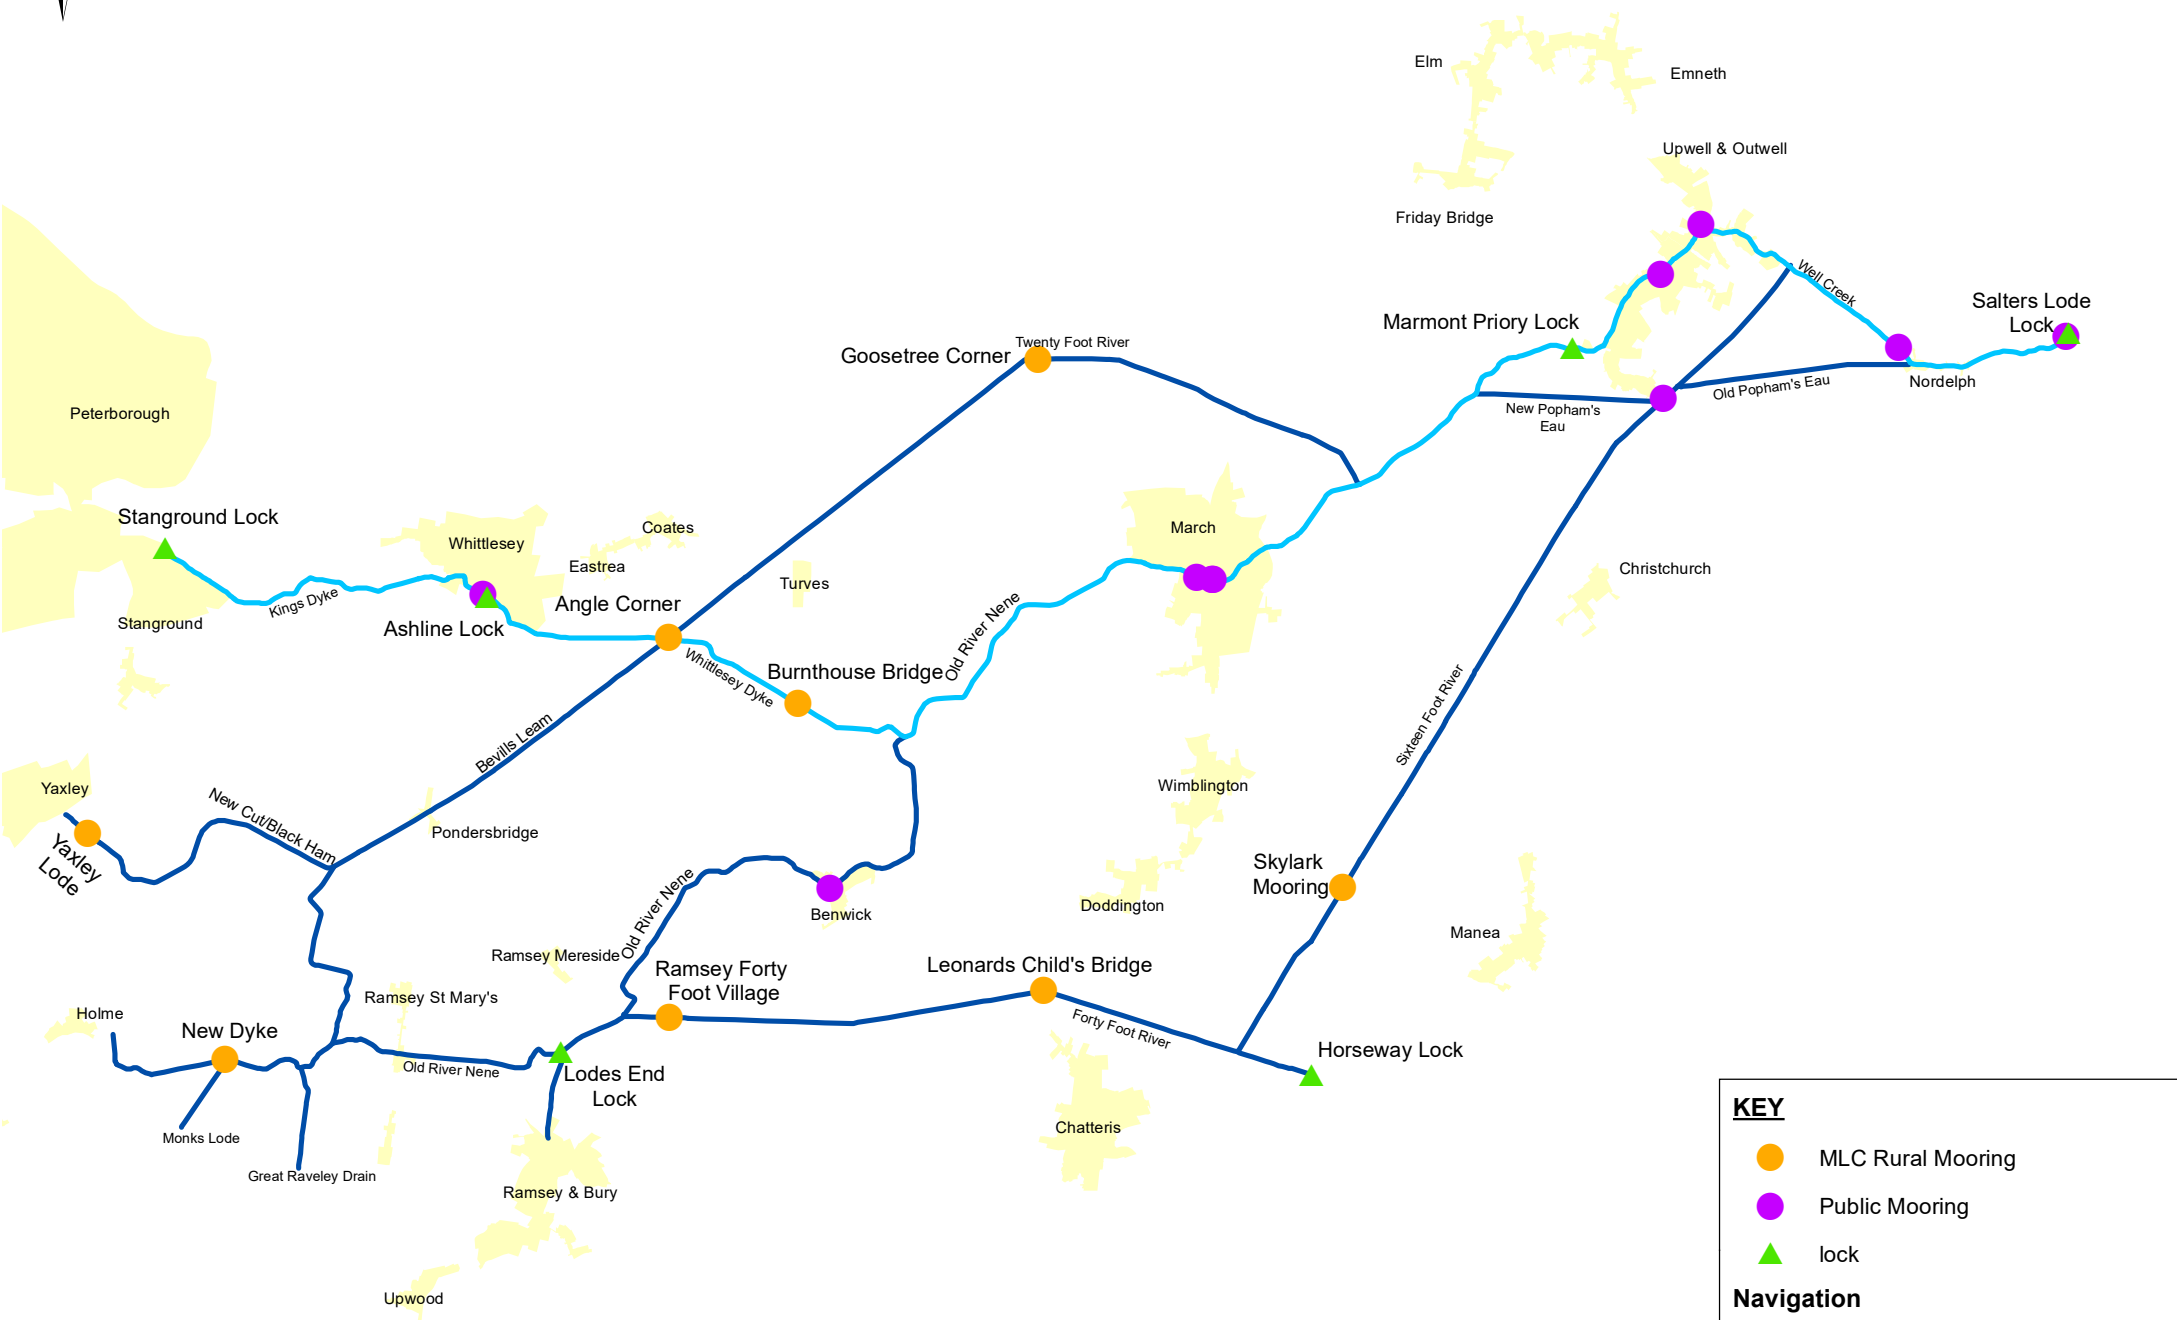 Elm
Emneth
Upwell & Outwell
Friday Bridge
Well Creek
Salters Lode
Lock
Marmont Priory Lock
Twenty Foot River
Goosetree Corner
Nordelph
Old Popham's Eau
New Popham's
Eau
Peterborough
Stanground Lock
Whittlesey
Coates
Eastrea
March
Turves
Christchurch
Kings Dyke
Angle Corner
Stanground
Ashline Lock
Old River Nene
Whittlesey Dyke
Burnthouse Bridge
Sixteen Foot River
Bevills Leam
Yaxley
New Cut/Black Ham
Pondersbridge
Wimblington
Yaxley
Lode
Skylark
Mooring
Old River Nene
Benwick
Doddington
Manea
Ramsey Mereside
Ramsey Forty
Foot Village
Leonards Child's Bridge
Ramsey St Mary's
Holme
New Dyke
Forty Foot River
Horseway Lock
Old River Nene
Lodes End
Lock
Chatteris
Monks Lode
Great Raveley Drain
Ramsey & Bury
Upwood
KEY
MLC Rural Mooring
Public Mooring
lock
Navigation